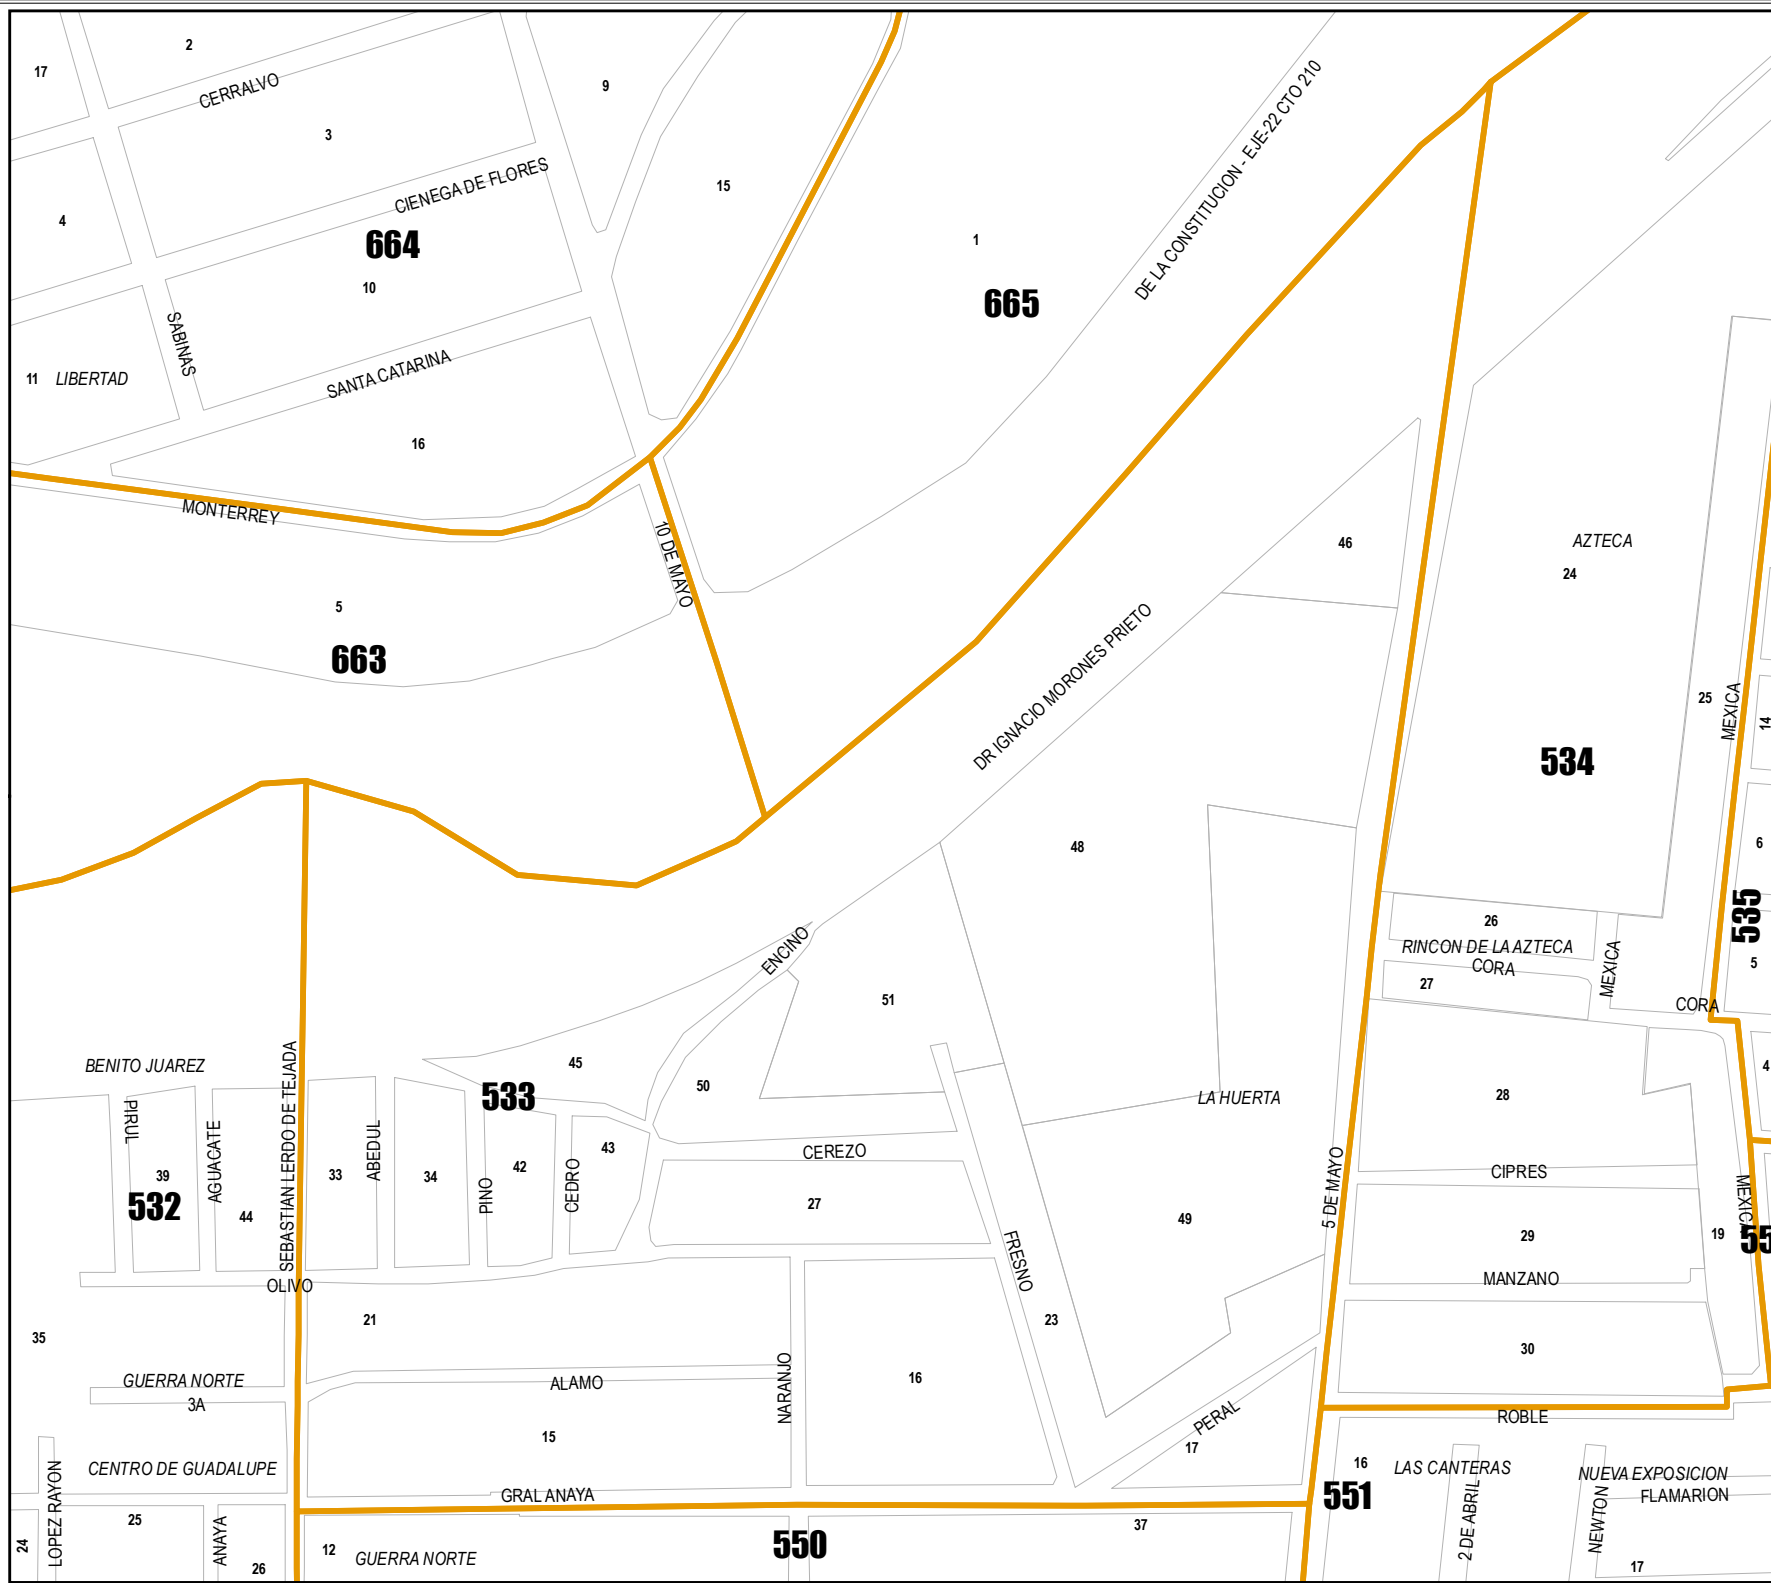 2
17
CERRALVO
9
3
DE LA CONSTITUCION - EJE-22 CTO 210
CIENEGA DE FLORES
15
4
664
1
10
665
SABINAS
SANTA CATARINA
11
LIBERTAD
16
MONTERREY
10 DE MAYO
46
AZTECA
24
5
663
DR IGNACIO MORONES PRIETO
25
MEXICA
14
534
48
6
535
26
RINCON DE LA AZTECA
CORA
MEXICA
27
5
ENCINO
51
CORA
BENITO JUAREZ
SEBASTIAN LERDO DE TEJADA
45
533
50
LA HUERTA
28
4
PIRUL
AGUACATE
39
532
44
33
ABEDUL
34
PINO
42
CEDRO
43
CEREZO
27
5 DE MAYO
CIPRES
49
29
19
55
OLIVO
FRESNO
MANZANO
21
23
35
30
GUERRA NORTE
3A
ALAMO
NARANJO
16
PERAL
ROBLE
15
17
CENTRO DE GUADALUPE
LOPEZ RAYON
16
LAS CANTERAS
NUEVA EXPOSICION
FLAMARION
GRAL ANAYA
551
2 DE ABRIL
NEWTON
25
24
ANAYA
26
12
GUERRA NORTE
550
37
17